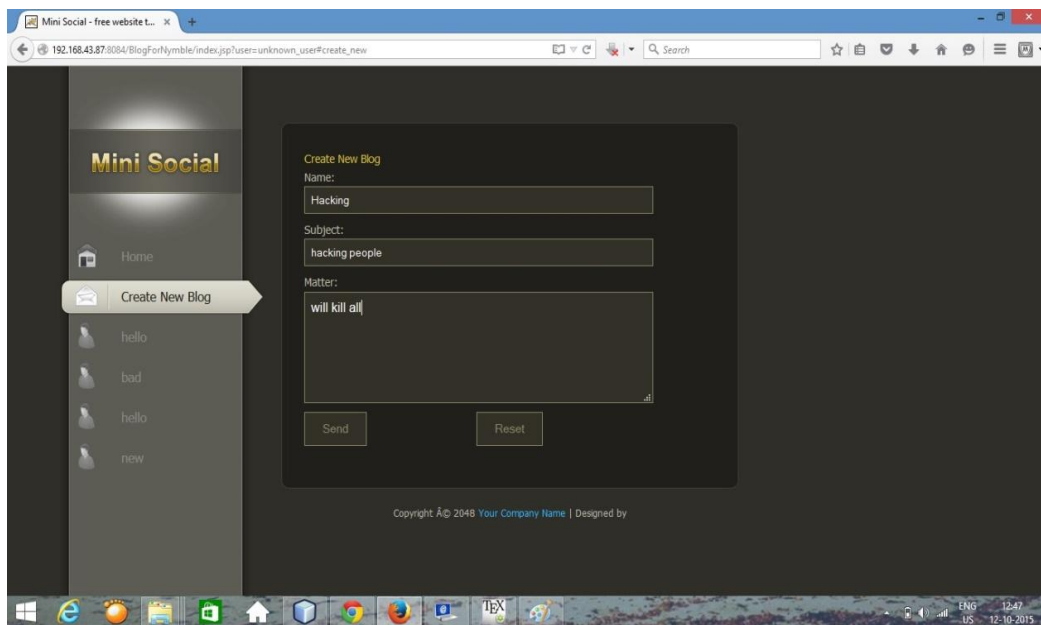 Mini Social - free website t...
192.168.43.87:8084/BlogForNymble/index.jsp?user=unknown_user#create_new
Search
Mini Social
Home
Create New Blog
hello
bad
hello
new
Create New Blog
Name:
Hacking
Subject:
hacking people
Matter:
will kill all
Send
Reset
Copyright Â© 2048 Your Company Name | Designed by
TEX
ENG
US
12:47
12-10-2015